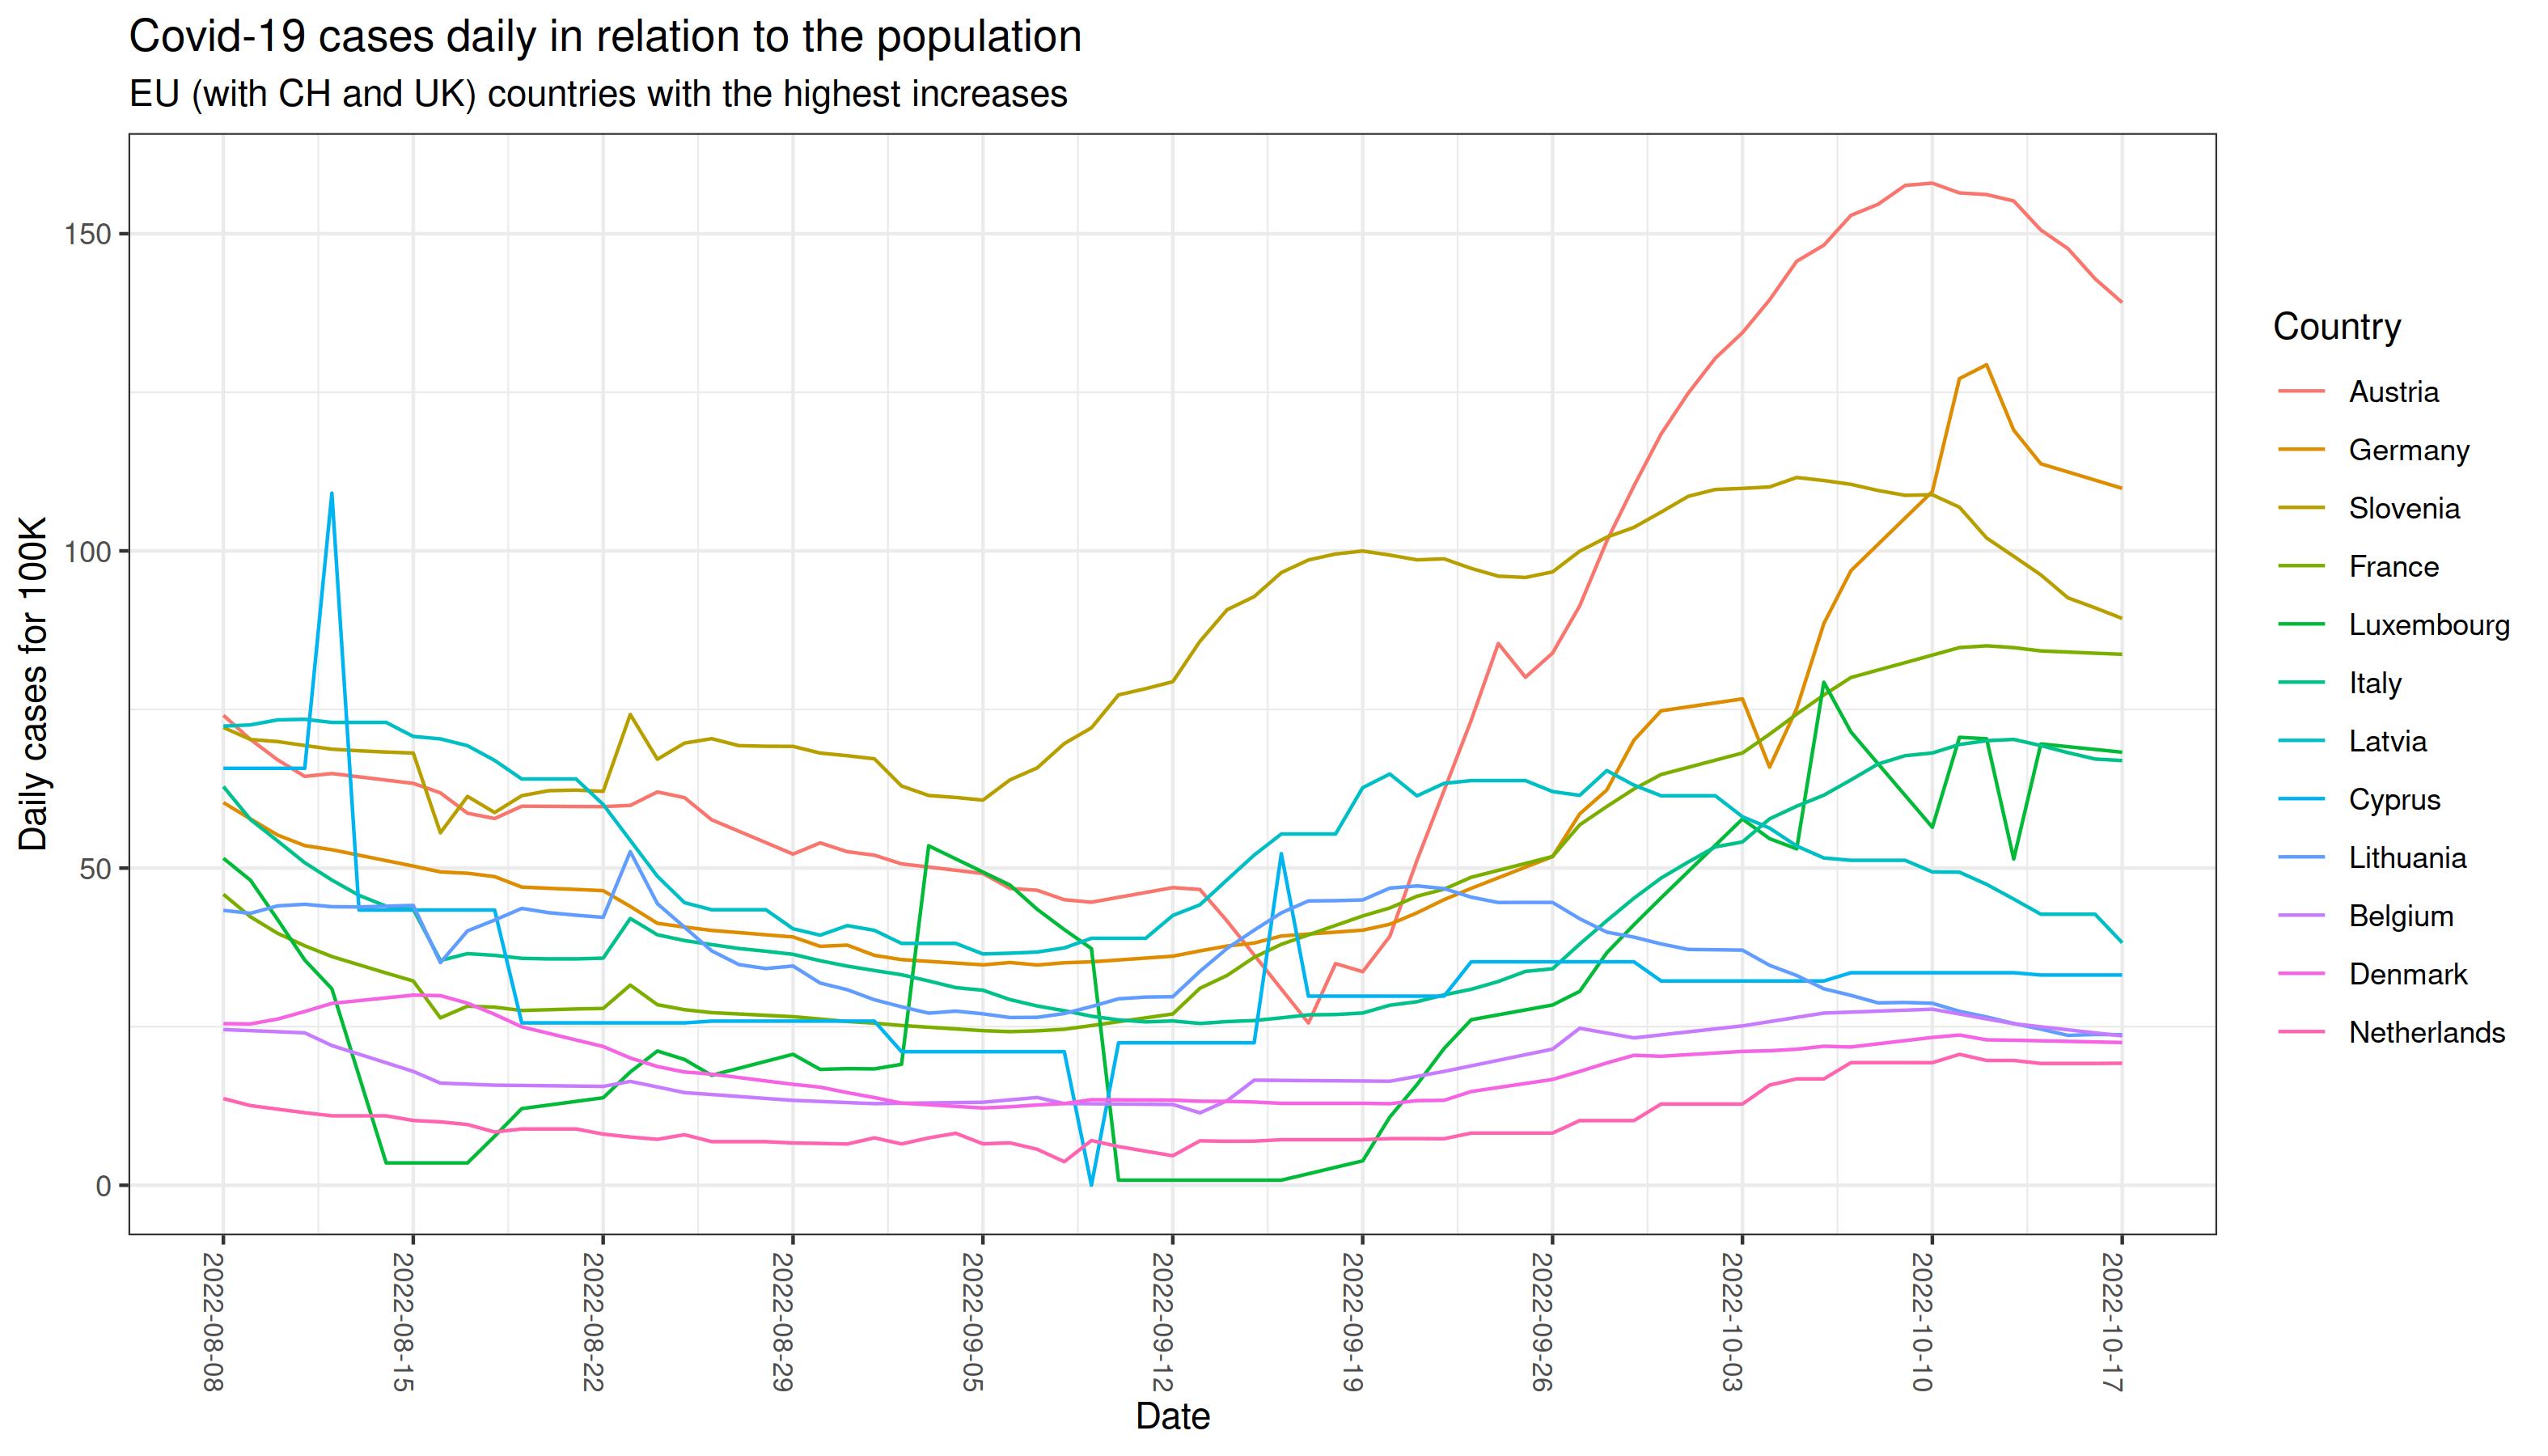 Covid-19 cases daily in relation to the population
EU (with CH and UK) countries with the highest increases
Daily cases for 100K
150
100
50
0
2022-08-08
2022-08-15
2022-08-22
2022-08-29
2022-09-05
2022-09-12
2022-09-19
2022-09-26
2022-10-03
2022-10-10
2022-10-17
Date
Country
Austria
Germany
Slovenia
France
Luxembourg
Italy
Latvia
Cyprus
Lithuania
Belgium
Denmark
Netherlands